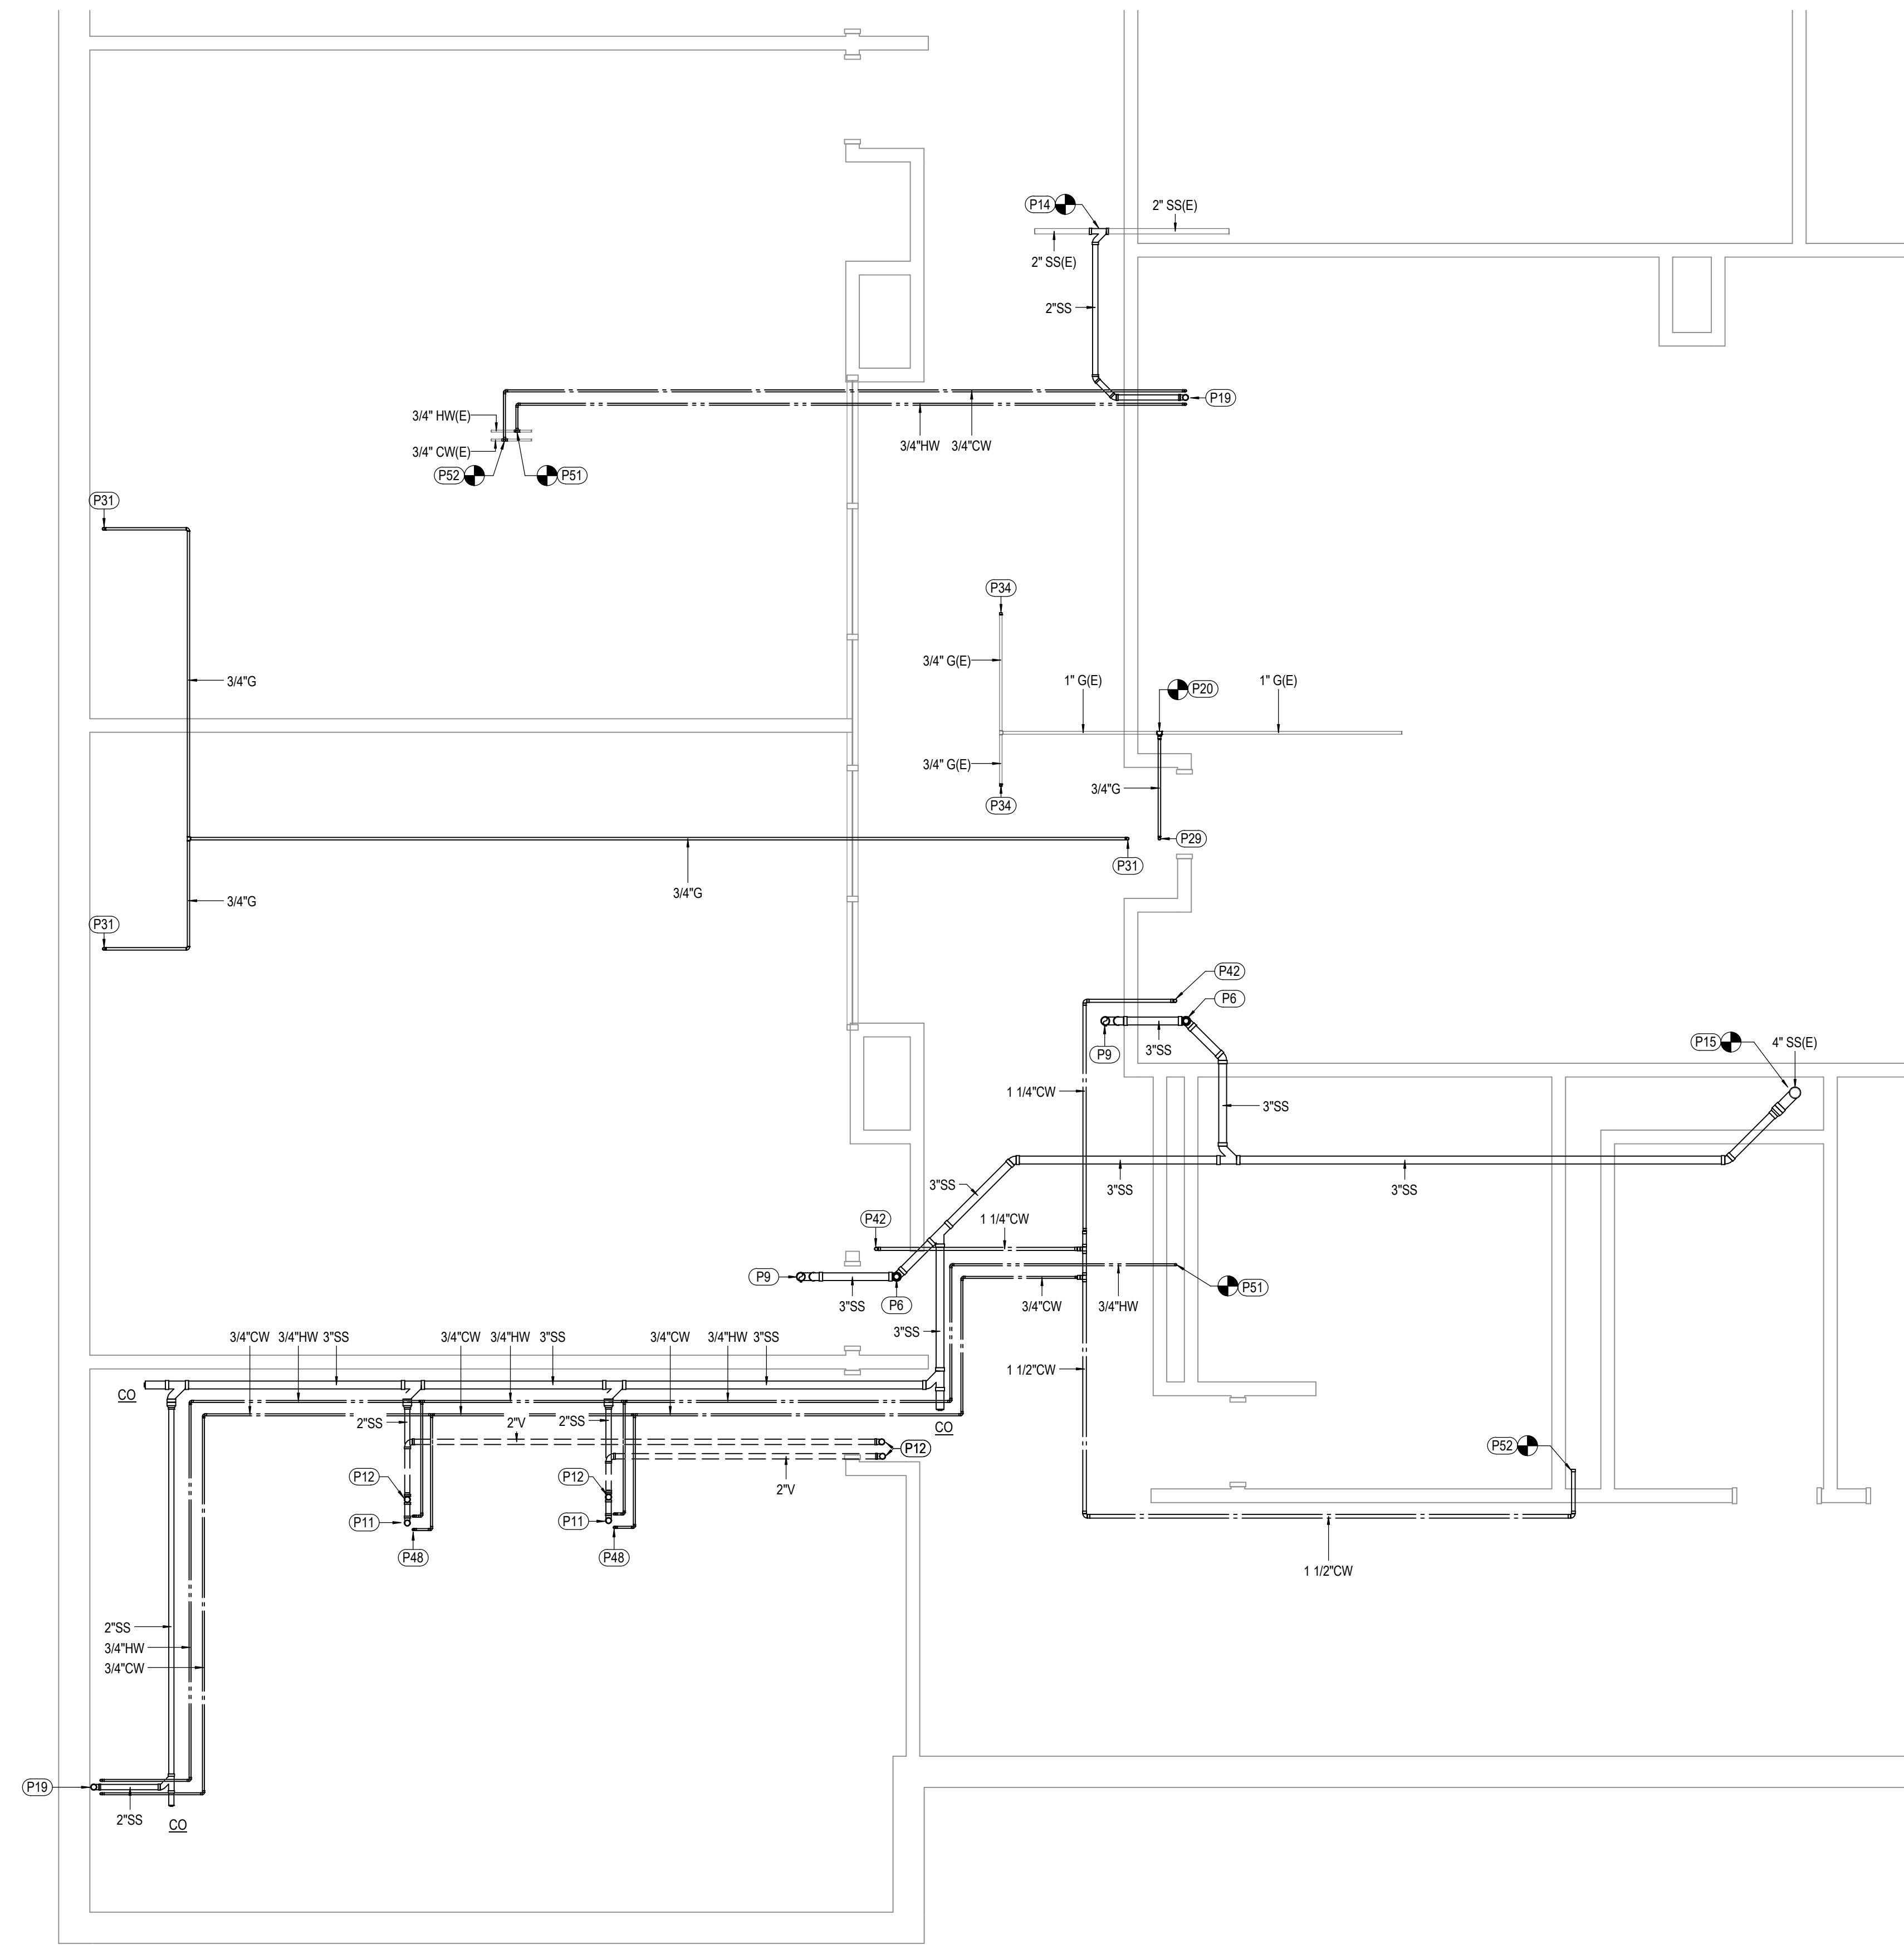 P14
2" SS(E)
2" SS(E)
2"SS
P19
3/4" HW(E)
3/4" CW(E)
3/4"HW
3/4"CW
P52
P51
P31
P34
3/4" G(E)
3/4"G
1" G(E)
P20
1" G(E)
3/4" G(E)
3/4"G
P34
P29
P31
3/4"G
3/4"G
P31
P42
P6
P9
3"SS
P15
4" SS(E)
1 1/4"CW
3"SS
3"SS
3"SS
3"SS
P42
1 1/4"CW
P9
3"SS
P6
P51
3/4"CW
3/4"HW
3/4"CW
3/4"HW
3"SS
3/4"CW
3/4"HW
3"SS
3/4"CW
3/4"HW
3"SS
3"SS
1 1/2"CW
CO
2"SS
2"V
2"SS
CO
P12
P52
P12
P12
2"V
P11
P11
P48
P48
1 1/2"CW
2"SS
3/4"HW
3/4"CW
P19
2"SS
CO